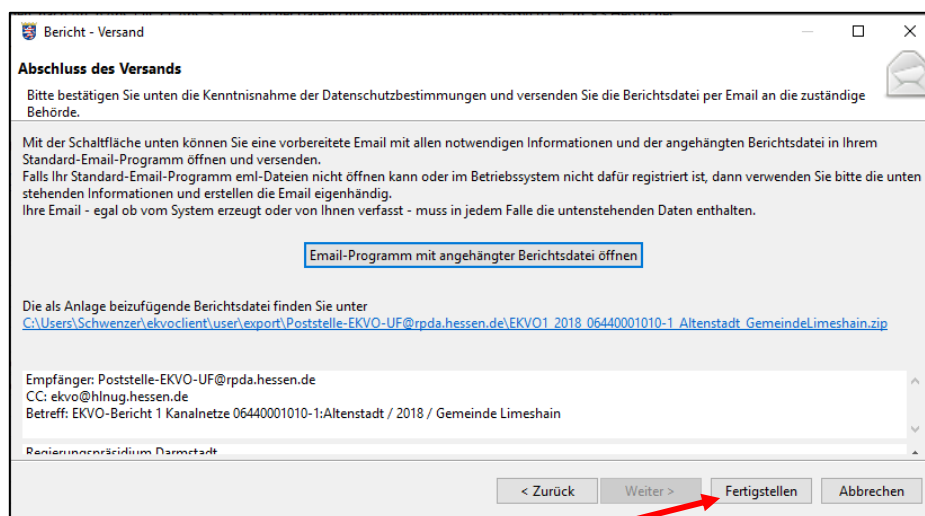 Bericht - Versand
Abschluss des Versands
Bitte bestätigen Sie unten die Kenntnisnahme der Datenschutzbestimmungen und versenden Sie die Berichtsdatei per Email an die zuständige
Behörde.
Mit der Schaltfläche unten können Sie eine vorbereitete Email mit allen notwendigen Informationen und der angehängten Berichtsdatei in Ihrem
Standard-Email-Programm öffnen und versenden.
Falls Ihr Standard-Email-Programm eml-Dateien nicht öffnen kann oder im Betriebssystem nicht dafür registriert ist, dann verwenden Sie bitte die unten
stehenden Informationen und erstellen die Email eigenhändig.
Ihre Email - egal ob vom System erzeugt oder von Ihnen verfasst - muss in jedem Falle die untenstehenden Daten enthalten.
Email-Programm mit angehängter Berichtsdatei öffnen
Die als Anlage beizufügende Berichtsdatei finden Sie unter
C:\Users\Schwenzer\ekvoclient\user\export\Poststelle-EKVO-UF@rpda.hessen.de\EKVO1_2018_06440001010-1_Altenstadt_GemeindeLimeshain.zip
Empfänger: Poststelle-EKVO-UF@rpda.hessen.de
CC: ekvo@hlnug.hessen.de
Betreff: EKVO-Bericht 1 Kanalnetze 06440001010-1:Altenstadt / 2018 / Gemeinde Limeshain
Regierungspräsidium Darmstadt
< Zurück Weiter > Fertigstellen Abbrechen